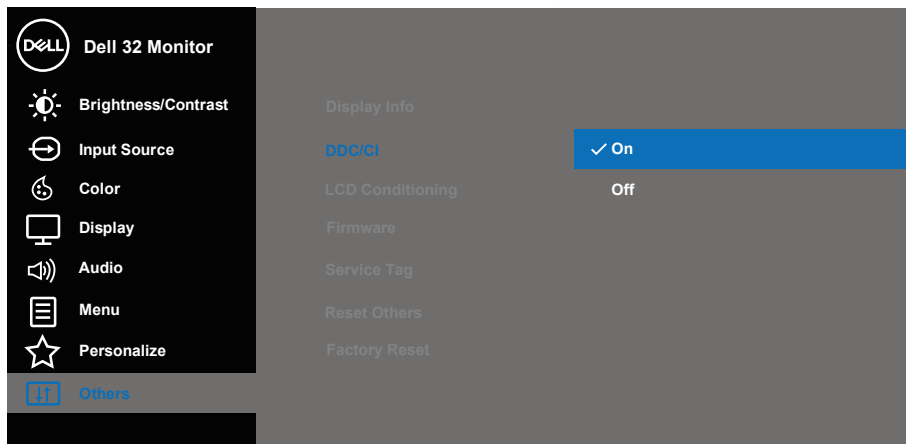 DELL
Dell 32 Monitor
Brightness/Contrast
Input Source
Color
Display
Audio
Menu
Personalize
Others
Display Info
DDC/CI
LCD Conditioning
Firmware
Service Tag
Reset Others
Factory Reset
On
Off